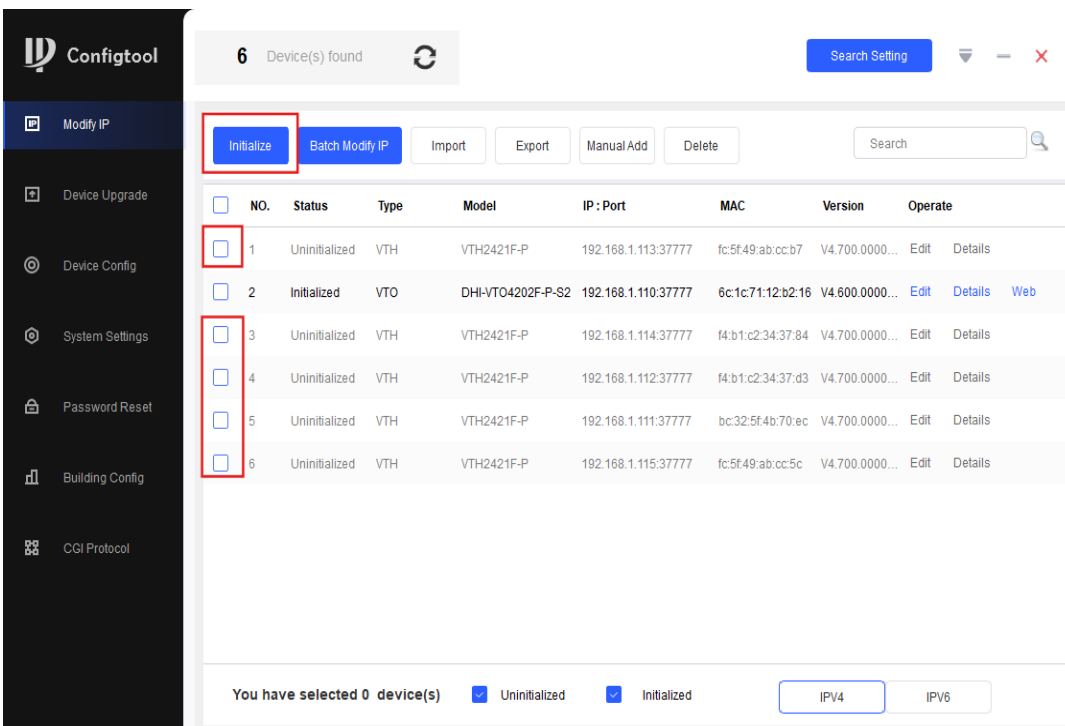 Configtool
6 Device(s) found
Search Setting
Modify IP
Device Upgrade
Device Config
System Settings
Password Reset
Building Config
CGI Protocol
Initialize Batch Modify IP Import Export Manual Add Delete Search
NO. Status Type Model IP : Port MAC Version Operate
1 Uninitialized VTH VTH2421F-P 192.168.1.113:37777 fc:5f:49:ab:cc:b7 V4.700.0000... Edit Details
2 Initialized VTO DHI-VTO4202F-P-S2 192.168.1.110:37777 6c:1c:71:12:b2:16 V4.600.0000... Edit Details Web
3 Uninitialized VTH VTH2421F-P 192.168.1.114:37777 f4:b1:c2:34:37:84 V4.700.0000... Edit Details
4 Uninitialized VTH VTH2421F-P 192.168.1.112:37777 f4:b1:c2:34:37:d3 V4.700.0000... Edit Details
5 Uninitialized VTH VTH2421F-P 192.168.1.111:37777 bc:32:5f:4b:70:ec V4.700.0000... Edit Details
6 Uninitialized VTH VTH2421F-P 192.168.1.115:37777 fc:5f:49:ab:cc:5c V4.700.0000... Edit Details
You have selected 0 device(s) Uninitialized Initialized IPV4 IPV6